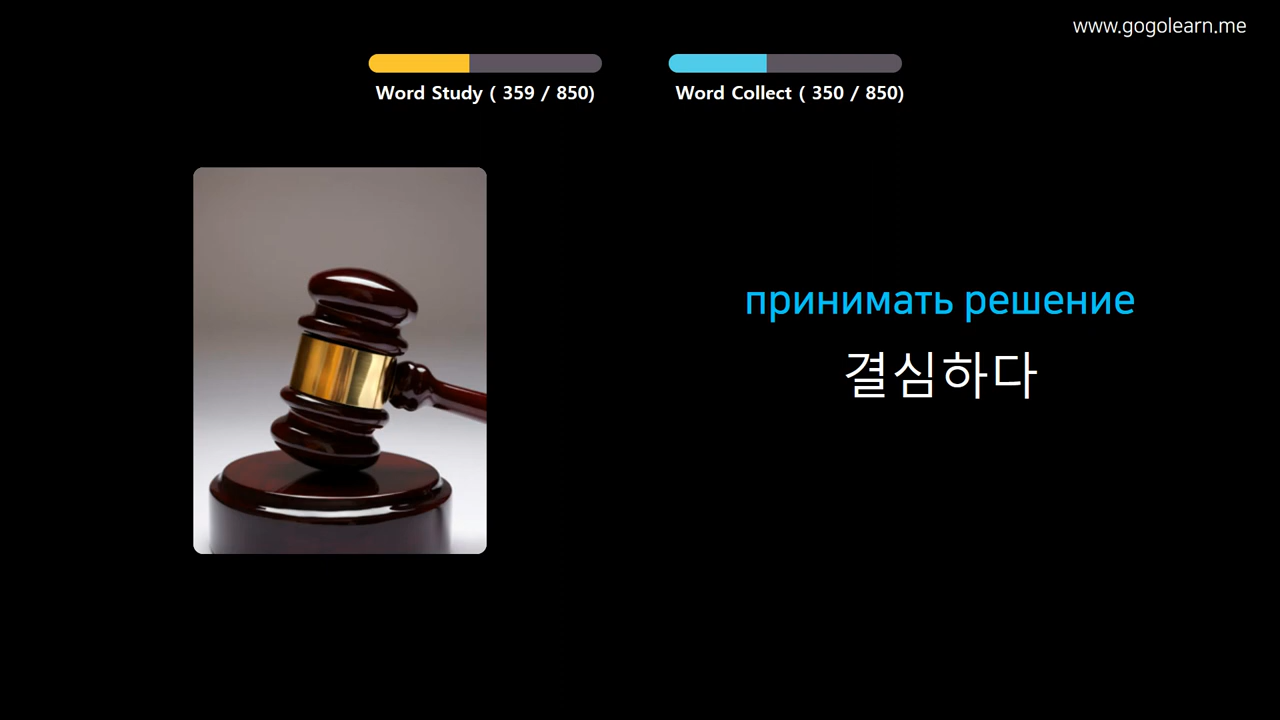 www.gogolearn.me
Word Study ( 359 / 850)
Word Collect ( 350 / 850)
принимать решение
결심하다